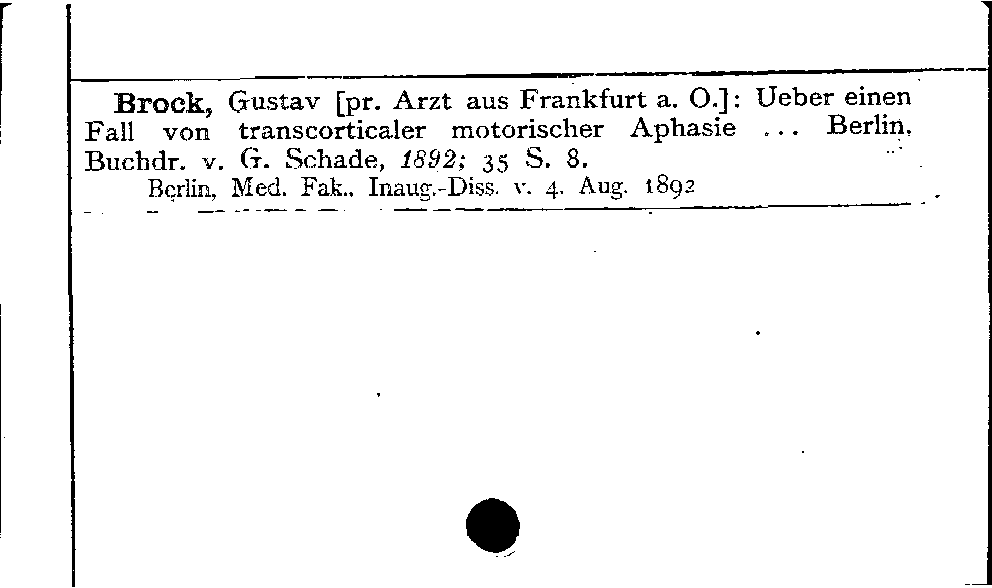 Brock, Gustav [pr. Arzt aus Frankfurt a. O.]: Ueber einen
Fall von transcorticaler motorischer Aphasie ... Berlin,
Buchdr. v. G. Schade, 1892; 35 S. 8.
Berlin, Med. Fak., Inaug.-Diss. v. 4. Aug. 1892